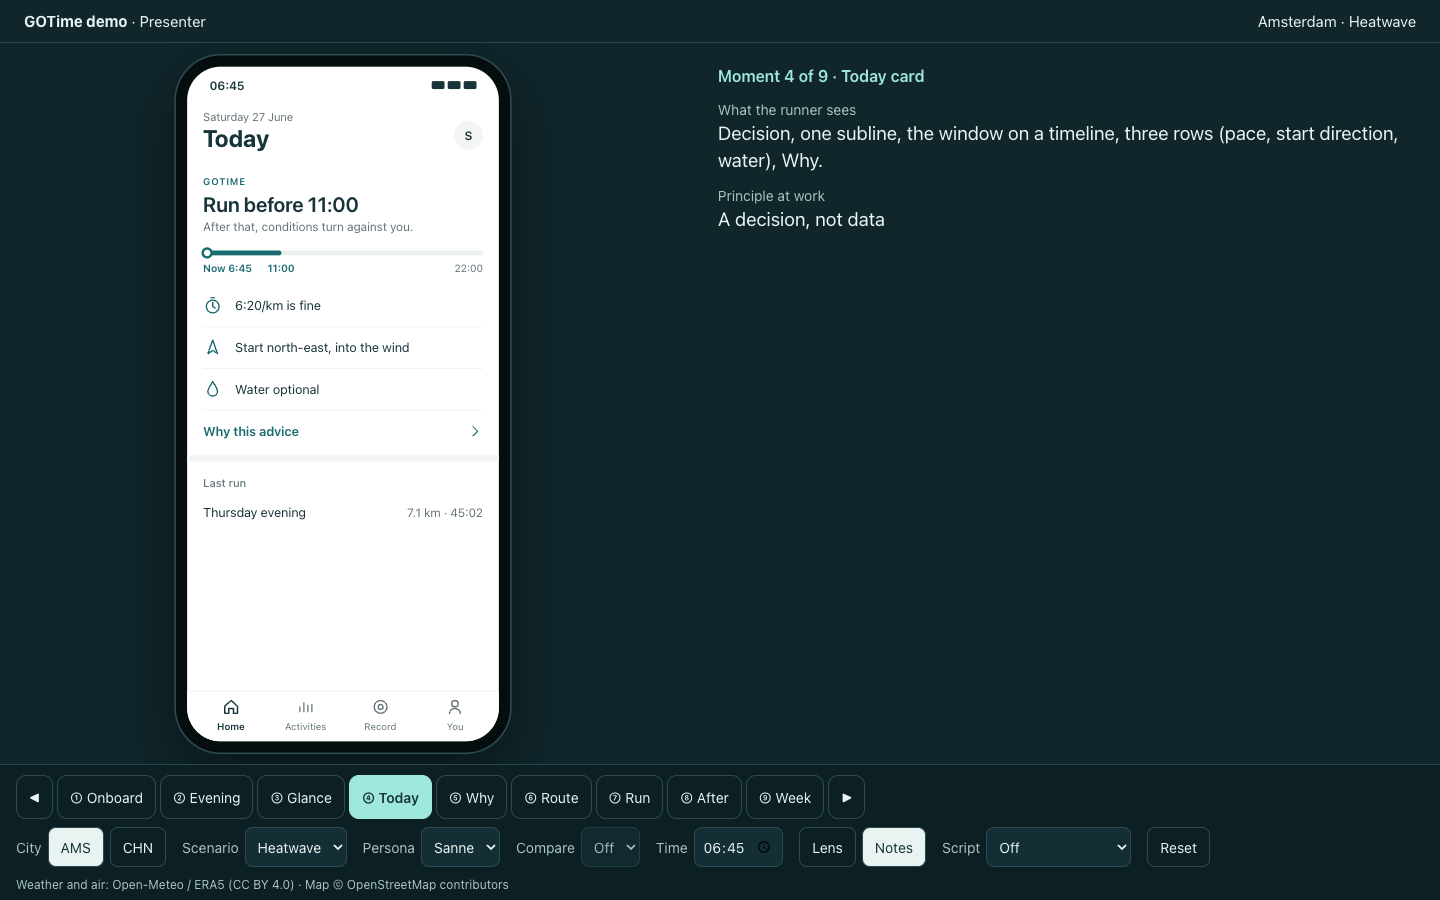 GOTime demo · Presenter
Amsterdam · Heatwave
06:45
Saturday 27 June
Today
S
GOTIME
Run before 11:00
After that, conditions turn against you.
Now 6:45 11:00 22:00
6:20/km is fine
Start north-east, into the wind
Water optional
Why this advice
Last run
Thursday evening 7.1 km · 45:02
Home Activities Record You
Moment 4 of 9 · Today card
What the runner sees
Decision, one subline, the window on a timeline, three rows (pace, start direction,
water), Why.
Principle at work
A decision, not data
◀ ① Onboard ② Evening ③ Glance ④ Today ⑤ Why ⑥ Route ⑦ Run ⑧ After ⑨ Week ▶
City AMS CHN Scenario Heatwave Persona Sanne Compare Off Time 06:45 Lens Notes Script Off Reset
Weather and air: Open-Meteo / ERA5 (CC BY 4.0) · Map © OpenStreetMap contributors